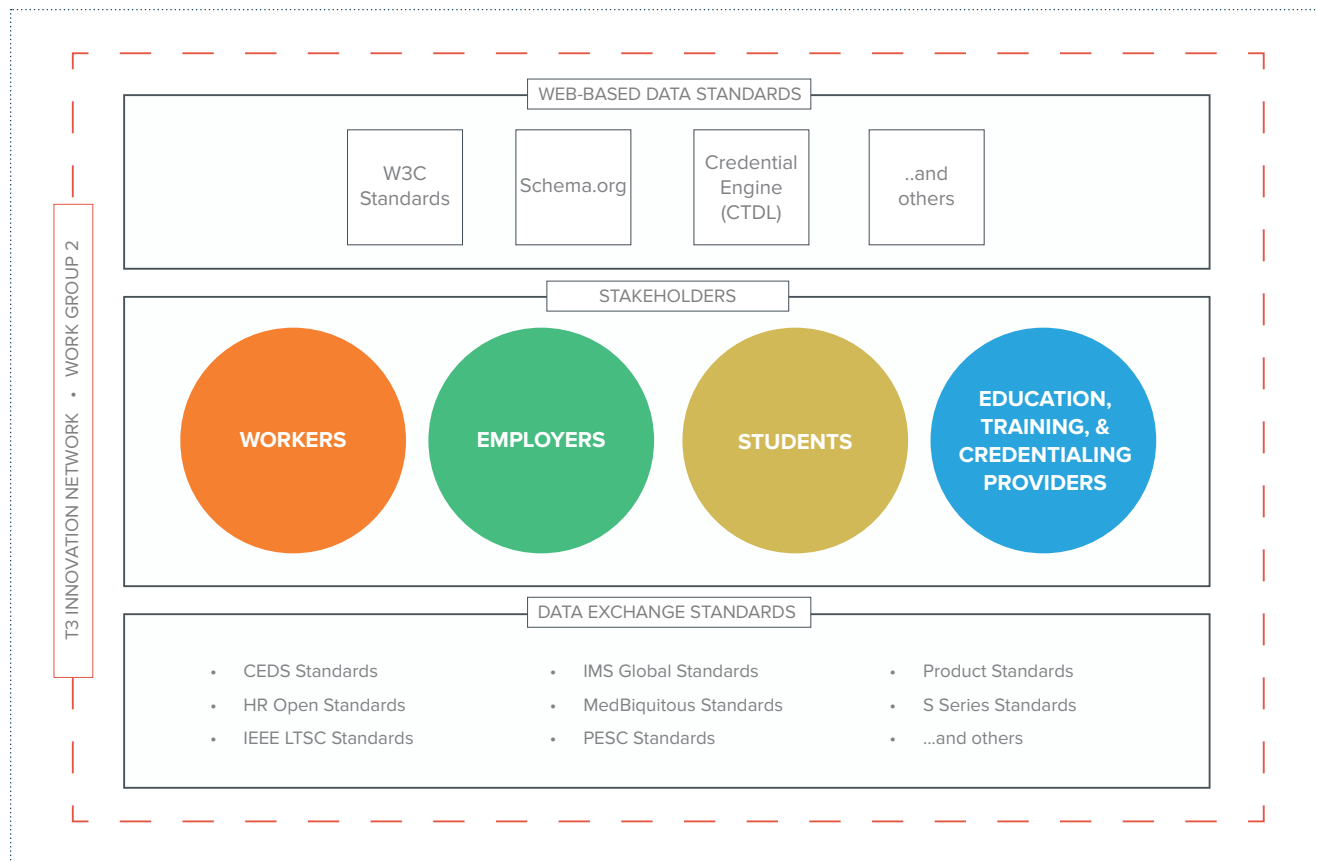 WEB-BASED DATA STANDARDS
W3C
Standards
Schema.org
Credential
Engine
(CTDL)
..and
others
T3 INNOVATION NETWORK • WORK GROUP 2
STAKEHOLDERS
WORKERS
EMPLOYERS
STUDENTS
EDUCATION,
TRAINING, &
CREDENTIALING
PROVIDERS
DATA EXCHANGE STANDARDS
• CEDS Standards
• HR Open Standards
• IEEE LTSC Standards
• IMS Global Standards
• MedBiquitous Standards
• PESC Standards
• Product Standards
• S Series Standards
• ...and others